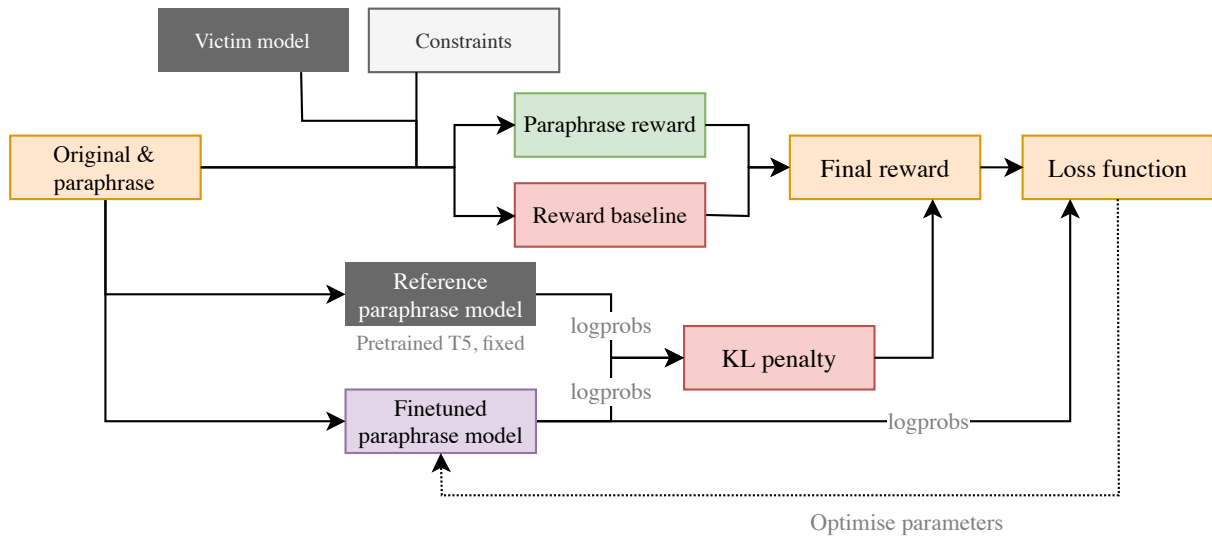 Victim model
Constraints
Original &
paraphrase
Paraphrase reward
Reward baseline
Final reward
Loss function
Reference
paraphrase model
Pretrained T5, fixed
logprobs
KL penalty
logprobs
Finetuned
paraphrase model
logprobs
Optimise parameters